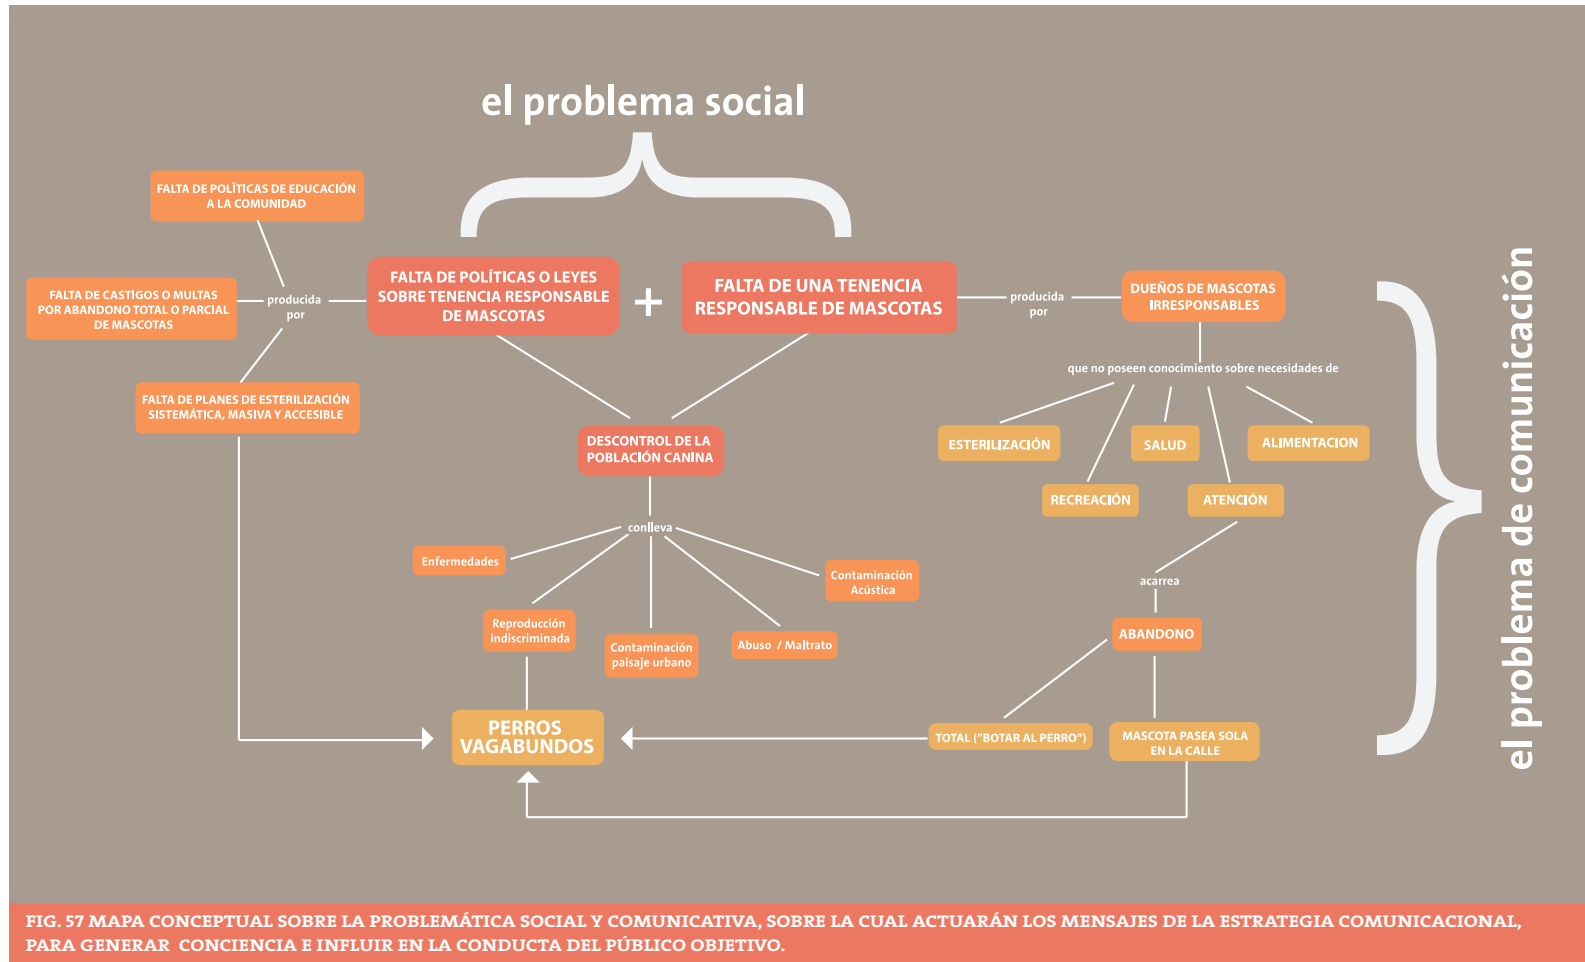 el problema social
FALTA DE POLÏTICAS DE EDUCACIÓN
A LA COMUNIDAD
FALTA DE CASTIGOS O MULTAS
POR ABANDONO TOTAL O PARCIAL
DE MASCOTAS
producida
por
FALTA DE PLANES DE ESTERILIZACIÓN
SISTEMÁTICA, MASIVA Y ACCESIBLE
FALTA DE POLÍTICAS O LEYES
SOBRE TENENCIA RESPONSABLE
DE MASCOTAS
+
FALTA DE UNA TENENCIA
RESPONSABLE DE MASCOTAS
producida
por
DUEÑOS DE MASCOTAS
IRRESPONSABLES
que no poseen conocimiento sobre necesidades de
ESTERILIZACIÓN
SALUD
ALIMENTACION
RECREACIÓN
ATENCIÓN
acarrea
ABANDONO
TOTAL ("BOTAR AL PERRO")
MASCOTA PASEA SOLA
EN LA CALLE
DESCONTROL DE LA
POBLACIÓN CANINA
conlleva
Enfermedades
Reproducción
indiscriminada
Contaminación
paisaje urbano
Abuso / Maltrato
Contaminación
Acústica
PERROS
VAGABUNDOS
el problema de comunicación
FIG. 57 MAPA CONCEPTUAL SOBRE LA PROBLEMÁTICA SOCIAL Y COMUNICATIVA, SOBRE LA CUAL ACTUARÁN LOS MENSAJES DE LA ESTRATEGIA COMUNICACIONAL,
PARA GENERAR CONCIENCIA E INFLUIR EN LA CONDUCTA DEL PÚBLICO OBJETIVO.